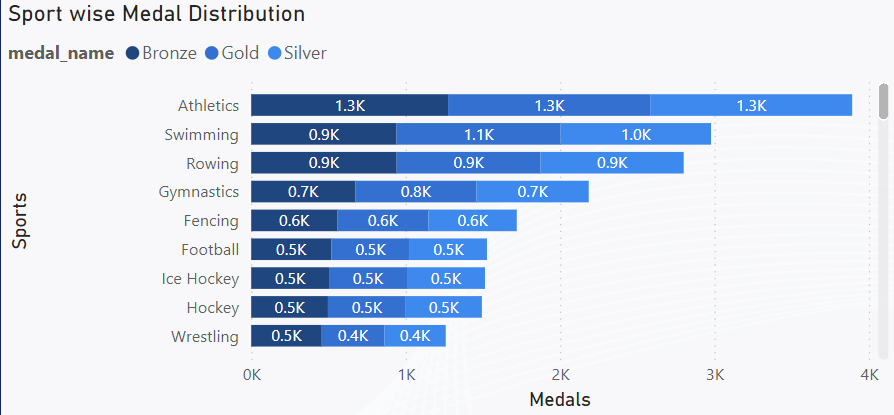 Sport wise Medal Distribution
medal_name Bronze Gold Silver
Sports
Athletics 1.3K 1.3K 1.3K
Swimming 0.9K 1.1K 1.0K
Rowing 0.9K 0.9K 0.9K
Gymnastics 0.7K 0.8K 0.7K
Fencing 0.6K 0.6K 0.6K
Football 0.5K 0.5K 0.5K
Ice Hockey 0.5K 0.5K 0.5K
Hockey 0.5K 0.5K 0.5K
Wrestling 0.5K 0.4K 0.4K
0K 1K 2K 3K 4K
Medals